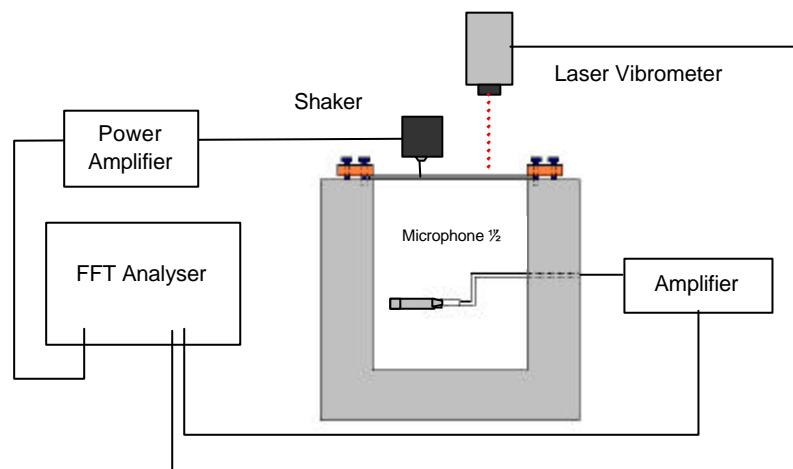 Laser Vibrometer
Shaker
Power
Amplifier
Microphone ½
FFT Analyser
Amplifier